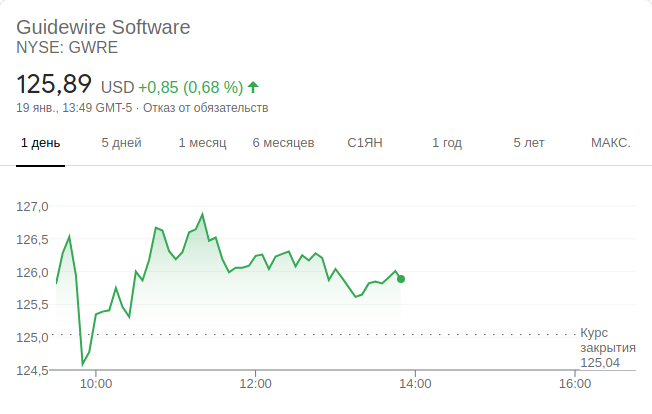 Guidewire Software
NYSE: GWRE
125,89 USD +0,85 (0,68 %)
19 янв., 13:49 GMT-5 · Отказ от обязательств
1 день 5 дней 1 месяц 6 месяцев С1ЯН 1 год 5 лет МАКС.
127,0
126,5
126,0
125,5
125,0
124,5
Курс
закрытия
125,04
10:00 12:00 14:00 16:00